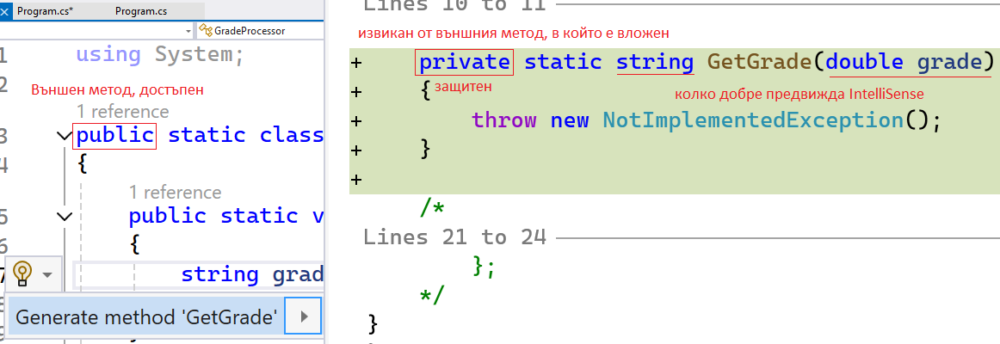 Program.cs*
Program.cs
GradeProcessor
1
using System;
2
Външен метод, достъпен
1 reference
3
public static class
4
{
1 reference
5
public static v
6
{
7
string grad
Generate method 'GetGrade'
Lines 10 to 11
извикан от външния метод, в който е вложен
+ private static string GetGrade(double grade)
+ {
защитен
колко добре предвижда IntelliSense
+ throw new NotImplementedException();
+ }
+
/*
Lines 21 to 24
};
*/
}